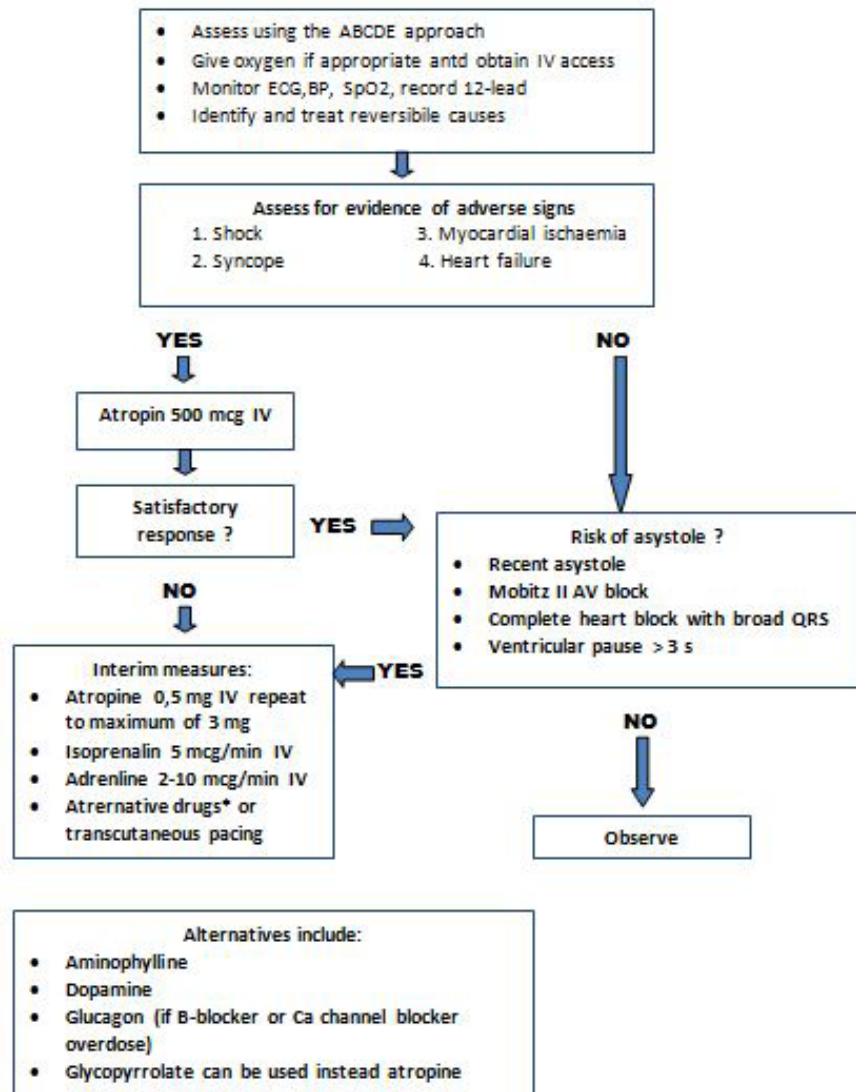 • Assess using the ABCDE approach
• Give oxygen if appropriate antd obtain IV access
• Monitor ECG,BP, SpO2, record 12-lead
• Identify and treat reversibile causes
Assess for evidence of adverse signs
1. Shock 3. Myocardial ischaemia
2. Syncope 4. Heart failure
YES
NO
Atropin 500 mcg IV
Satisfactory
response ?
YES
Risk of asystole ?
• Recent asystole
• Mobitz II AV block
• Complete heart block with broad QRS
• Ventricular pause > 3 s
NO
YES
Interim measures:
• Atropine 0,5 mg IV repeat
to maximum of 3 mg
• Isoprenalin 5 mcg/min IV
• Adrenline 2-10 mcg/min IV
• Atrernative drugs* or
transcutaneous pacing
NO
Observe
Alternatives include:
• Aminophylline
• Dopamine
• Glucagon (if B-blocker or Ca channel blocker
overdose)
• Glycopyrrolate can be used instead atropine